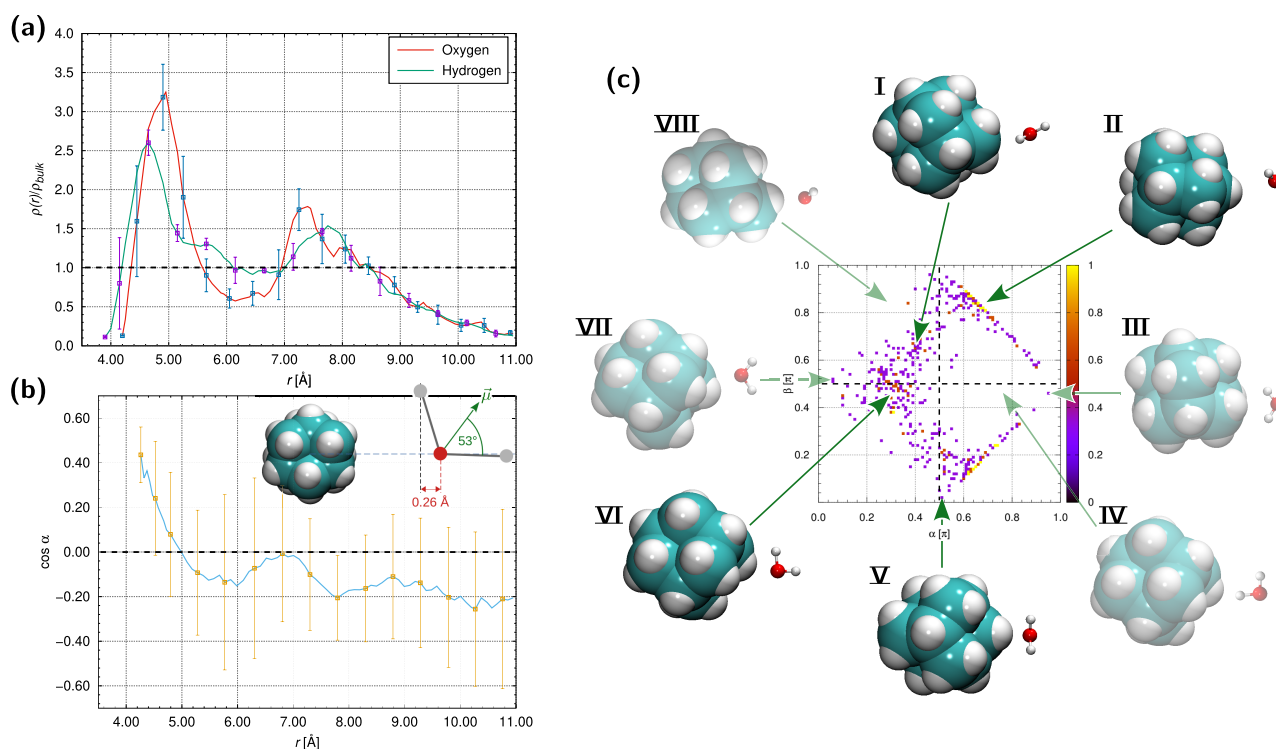 (a)
ρ(r)/ρbulk
4.0
3.5
3.0
2.5
2.0
1.5
1.0
0.5
0.0
Oxygen
Hydrogen
4.00 5.00 6.00 7.00 8.00 9.00 10.00 11.00
r [Å]
(b)
cos α
0.70
0.40
0.20
0.00
−0.20
−0.40
−0.60
μ⃗
53°
0.26 Å
4.00 5.00 6.00 7.00 8.00 9.00 10.00 11.00
r [Å]
(c)
I
II
III
IV
V
VI
VII
VIII
β [π]
1.0
0.8
0.6
0.4
0.2
0.0
0.0 0.2 0.4 0.6 0.8 1.0
α [π]
1
0.8
0.6
0.4
0.2
0